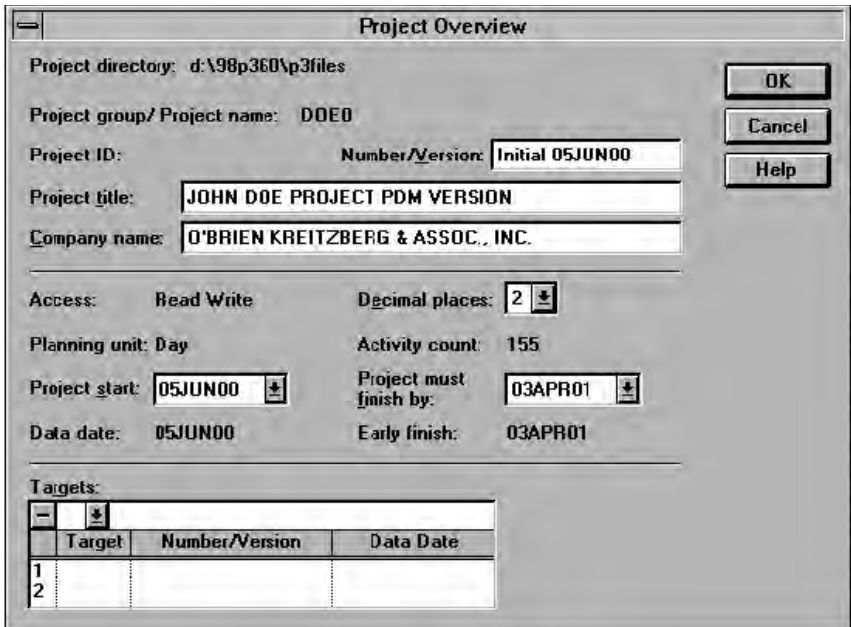 Project Overview
Project directory: d:\98p360\p3files
OK
Project group/ Project name: DOE0
Cancel
Project ID: Number/Version: Initial 05JUN00
Help
Project title: JOHN DOE PROJECT PDM VERSION
Company name: O'BRIEN KREITZBERG & ASSOC., INC.
Access: Read Write Decimal places: 2
Planning unit: Day Activity count: 155
Project start: 05JUN00 Project must finish by: 03APR01
Data date: 05JUN00 Early finish: 03APR01
Targets:
Target Number/Version Data Date
1
2